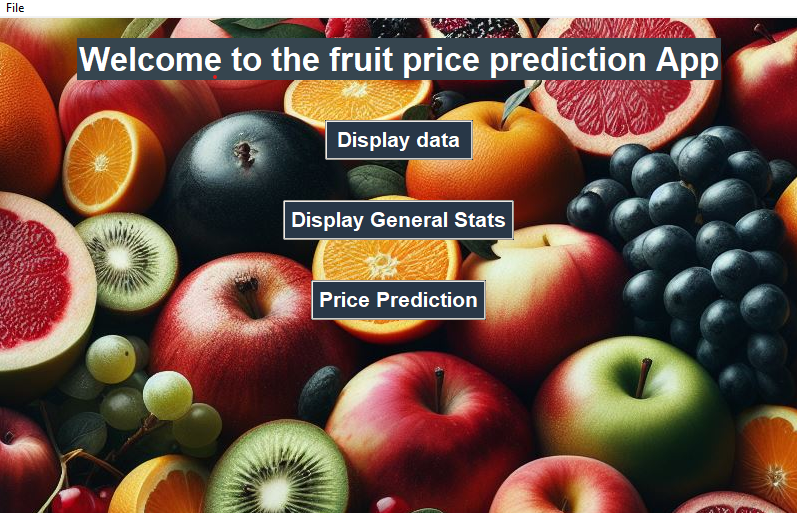 File
Welcome to the fruit price prediction App
Display data
Display General Stats
Price Prediction